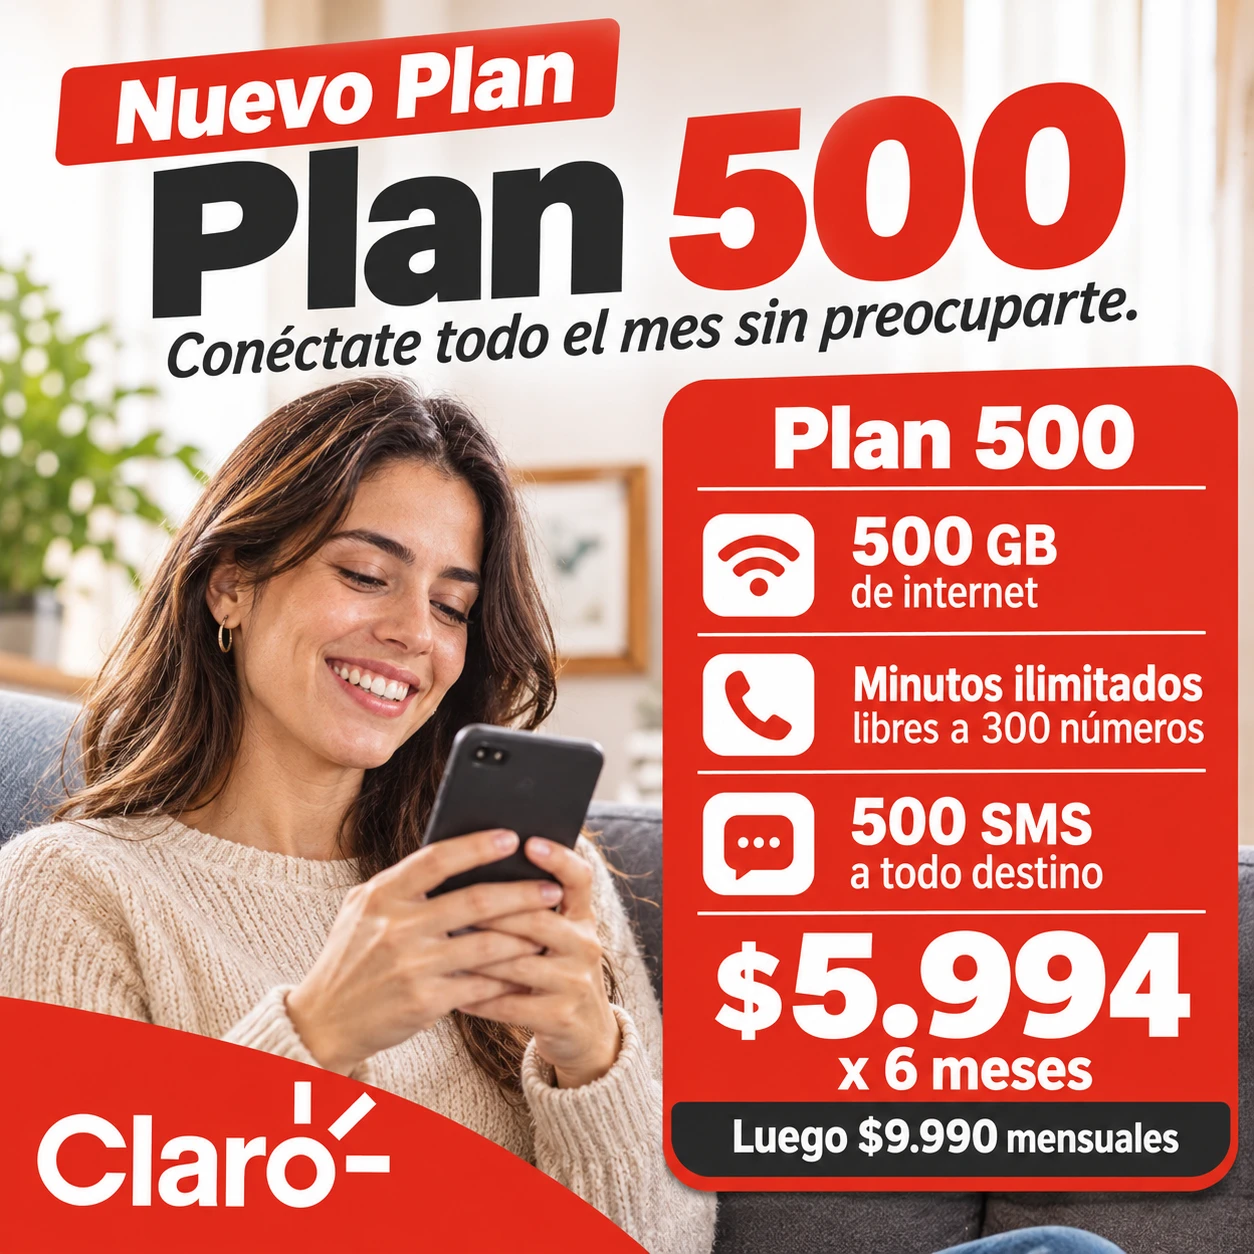 Nuevo Plan
Plan 500
Conéctate todo el mes sin preocuparte.
Plan 500
500 GB
de internet
Minutos ilimitados
libres a 300 números
500 SMS
a todo destino
$5.994
x 6 meses
Luego $9.990 mensuales
Claro